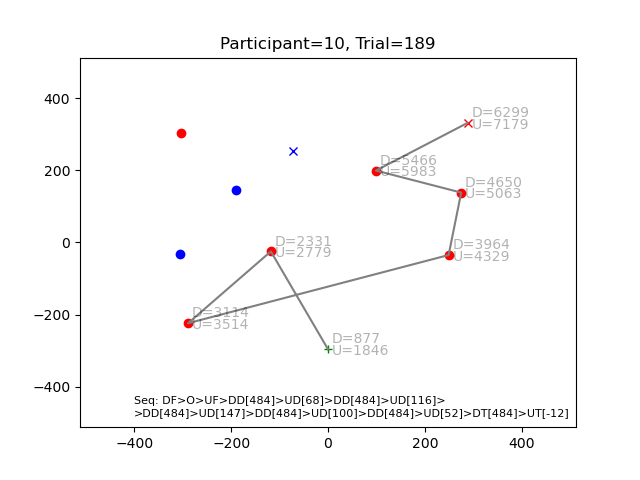 Participant=10, Trial=189
400
200
0
−200
−400
D=6299
U=7179
D=5466
U=5983
D=4650
U=5063
D=3964
U=4329
D=2331
U=2779
D=3114
U=3514
D=877
U=1846
Seq: DF>O>UF>DD[484]>UD[68]>DD[484]>UD[116]>
>DD[484]>UD[147]>DD[484]>UD[100]>DD[484]>UD[52]>DT[484]>UT[-12]
−400 −200 0 200 400